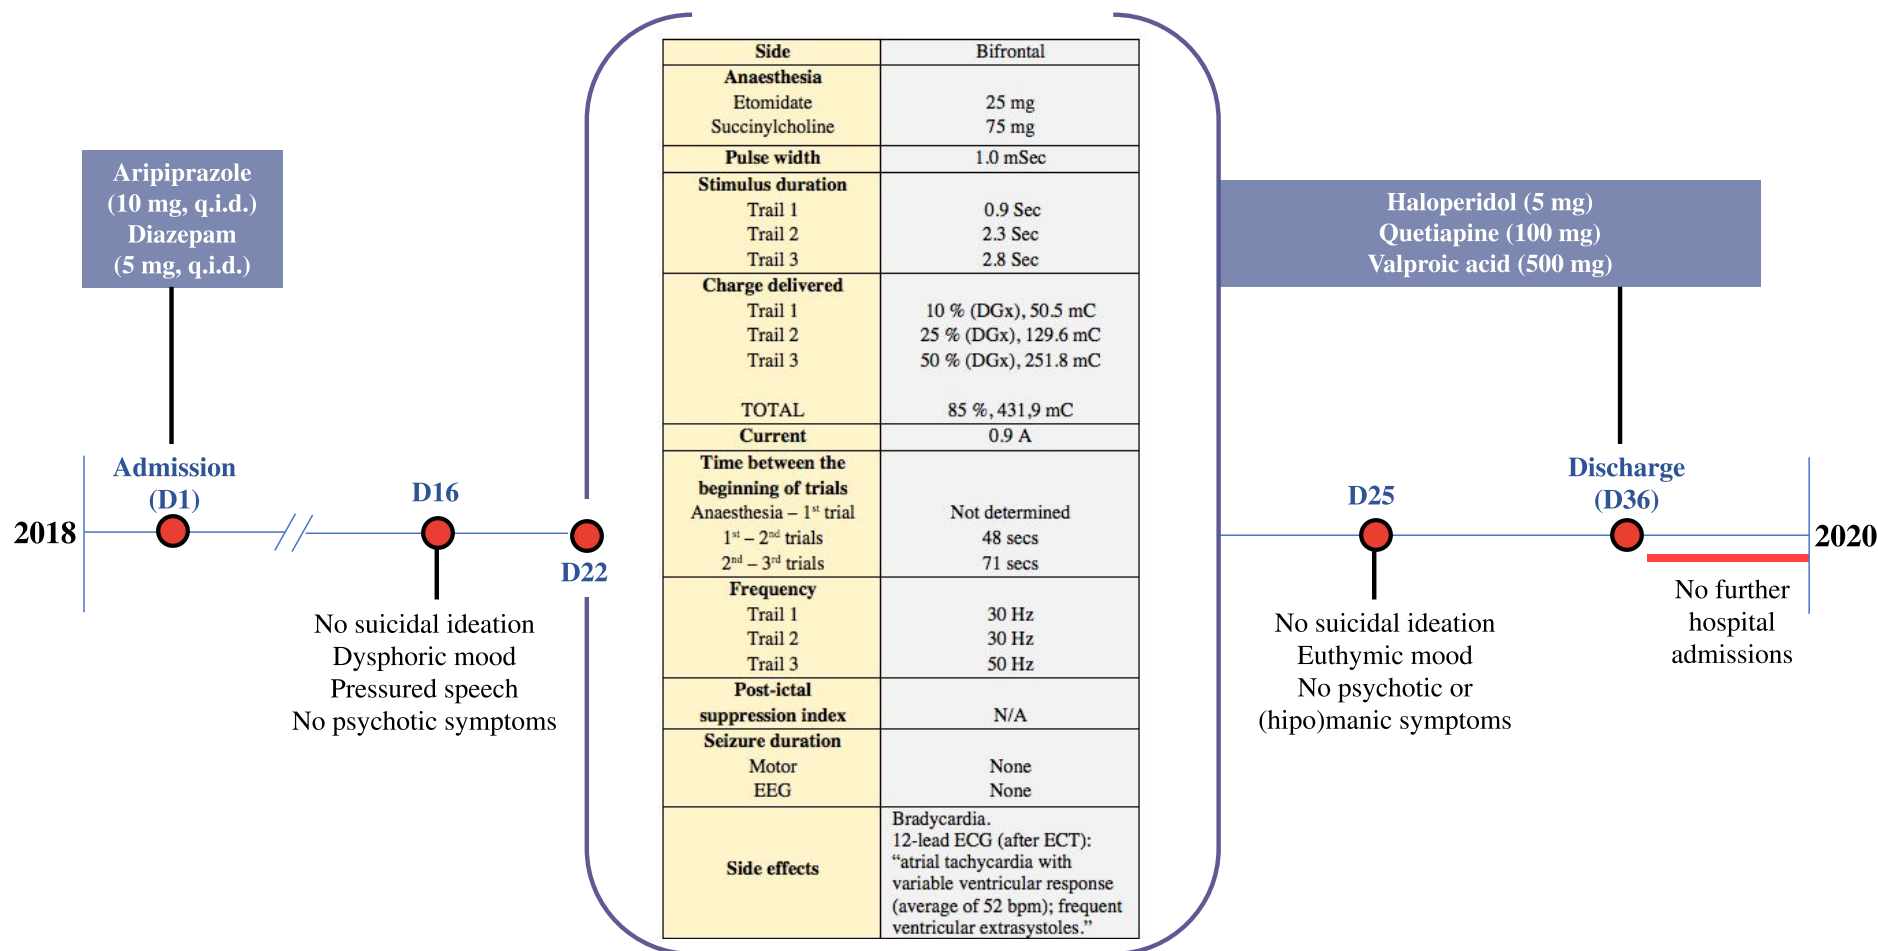 Aripiprazole
(10 mg, q.i.d.)
Diazepam
(5 mg, q.i.d.)
Admission
(D1)
2018
D16
No suicidal ideation
Dysphoric mood
Pressured speech
No psychotic symptoms
D22
Side Bifrontal
Anaesthesia
Etomidate 25 mg
Succinylcholine 75 mg
Pulse width 1.0 mSec
Stimulus duration
Trail 1 0.9 Sec
Trail 2 2.3 Sec
Trail 3 2.8 Sec
Charge delivered
Trail 1 10 % (DGx), 50.5 mC
Trail 2 25 % (DGx), 129.6 mC
Trail 3 50 % (DGx), 251.8 mC
TOTAL 85 %, 431,9 mC
Current 0.9 A
Time between the
beginning of trials
Anaesthesia – 1st trial Not determined
1st – 2nd trials 48 secs
2nd – 3rd trials 71 secs
Frequency
Trail 1 30 Hz
Trail 2 30 Hz
Trail 3 50 Hz
Post-ictal
suppression index N/A
Seizure duration
Motor None
EEG None
Side effects
Bradycardia.
12-lead ECG (after ECT):
“atrial tachycardia with
variable ventricular response
(average of 52 bpm); frequent
ventricular extrasystoles.”
Haloperidol (5 mg)
Quetiapine (100 mg)
Valproic acid (500 mg)
D25
No suicidal ideation
Euthymic mood
No psychotic or
(hipo)manic symptoms
Discharge
(D36)
2020
No further
hospital
admissions